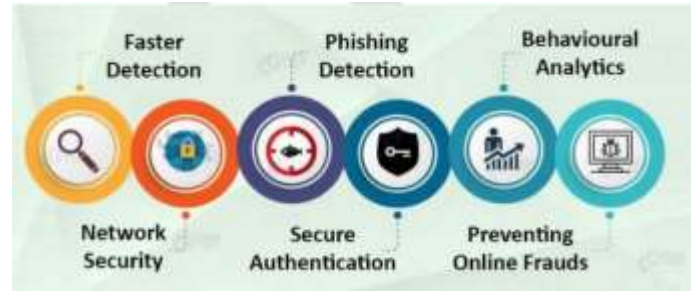 Faster
Detection
Phishing
Detection
Behavioural
Analytics
Network
Security
Secure
Authentication
Preventing
Online Frauds